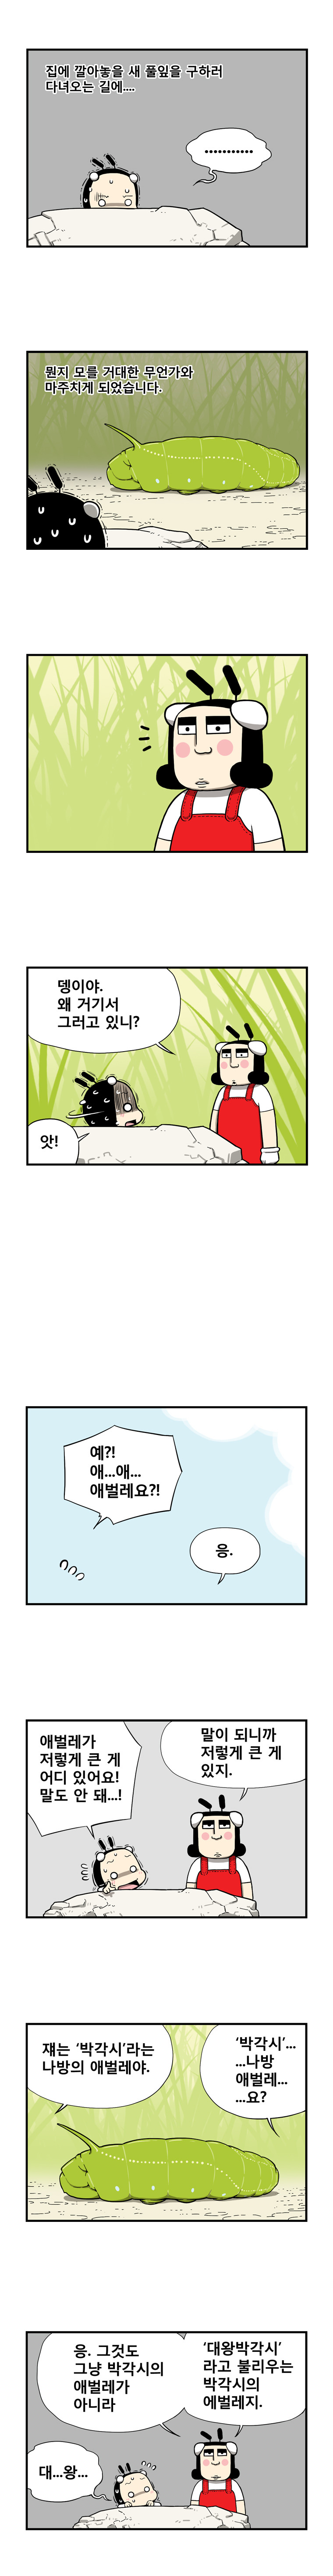 집에 깔아놓을 새 풀잎을 구하러
다녀오는 길에....
............
뭔지 모를 거대한 무언가와
마주치게 되었습니다.
뎅이야.
왜 거기서
그러고 있니?
앗!
예?!
애...애...
애벌레요?!
응.
애벌레가
저렇게 큰 게
어디 있어요!
말도 안 돼...!
말이 되니까
저렇게 큰 게
있지.
쟤는 ‘박각시’라는
나방의 애벌레야.
‘박각시’...
...나방
애벌레...
...요?
응. 그것도
그냥 박각시의
애벌레가
아니라
‘대왕박각시’
라고 불리우는
박각시의
에벌레지.
대...왕...